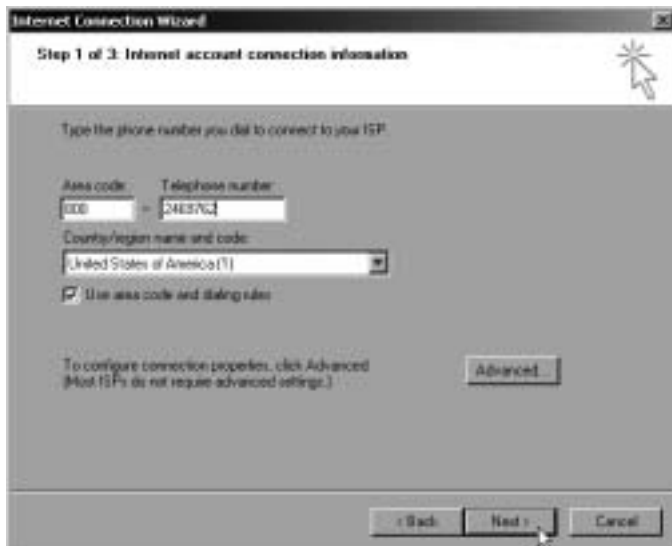 Internet Connection Wizard
Step 1 of 3: Internet account connection information
Type the phone number you dial to connect to your ISP.
Area code: Telephone number:
-
Country/region name and code:
United States of America (1)
Use area code and dialing rules
To configure connection properties, click Advanced
(Most ISPs do not require advanced settings.)
Advanced...
< Back Next > Cancel